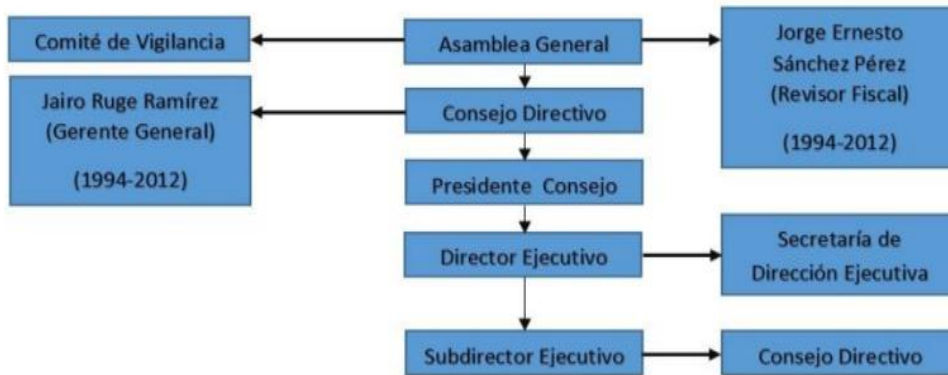 Comité de Vigilancia
Asamblea General
Jorge Ernesto
Sánchez Pérez
(Revisor Fiscal)
(1994-2012)
Jairo Ruge Ramírez
(Gerente General)
(1994-2012)
Consejo Directivo
Presidente Consejo
Director Ejecutivo
Secretaría de
Dirección Ejecutiva
Subdirector Ejecutivo
Consejo Directivo